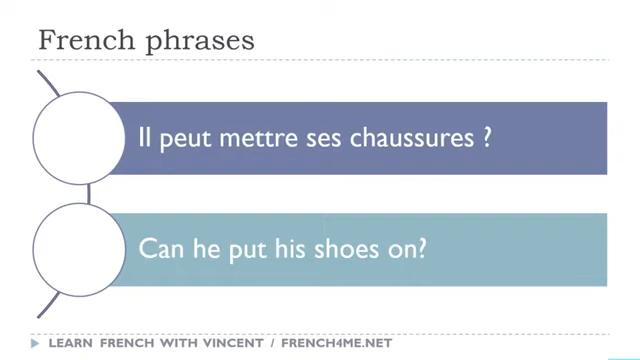 French phrases
Il peut mettre ses chaussures ?
Can he put his shoes on?
LEARN FRENCH WITH VINCENT / FRENCH4ME.NET